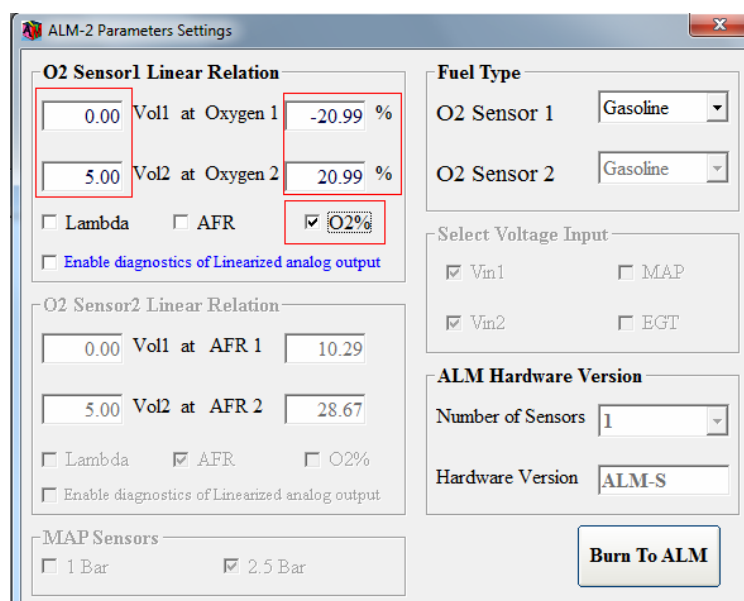 ALM-2 Parameters Settings
O2 Sensor1 Linear Relation
0.00 Vol1 at Oxygen 1 -20.99 %
5.00 Vol2 at Oxygen 2 20.99 %
Lambda AFR O2%
Enable diagnostics of Linearized analog output
O2 Sensor2 Linear Relation
0.00 Vol1 at AFR 1 10.29
5.00 Vol2 at AFR 2 28.67
Lambda AFR O2%
Enable diagnostics of Linearized analog output
MAP Sensors
1 Bar 2.5 Bar
Fuel Type
O2 Sensor 1 Gasoline
O2 Sensor 2 Gasoline
Select Voltage Input
Vin1 MAP
Vin2 EGT
ALM Hardware Version
Number of Sensors 1
Hardware Version ALM-S
Burn To ALM